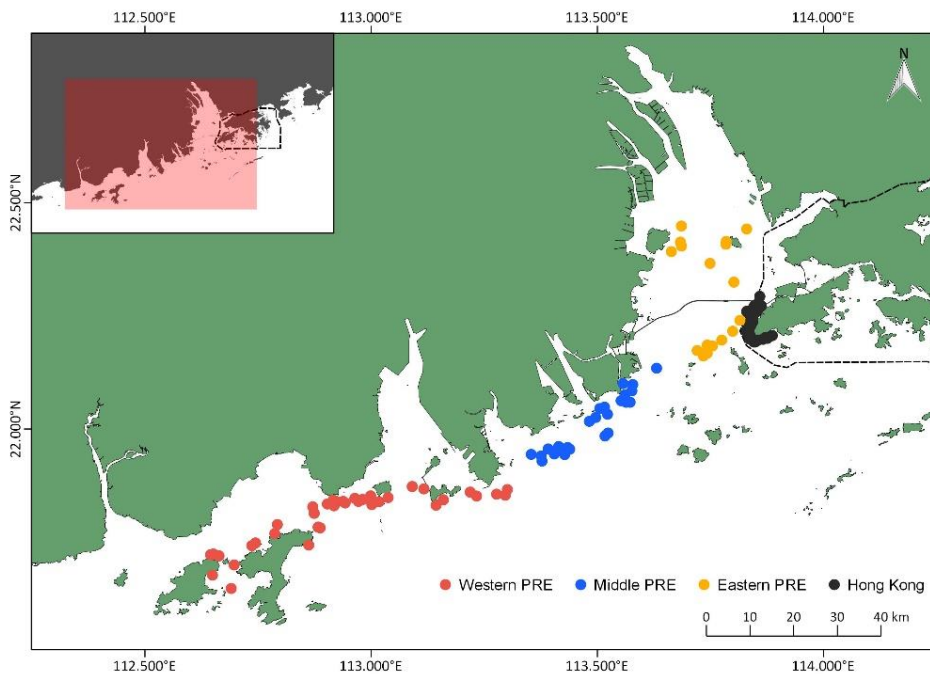 112.500°E 113.000°E 113.500°E 114.000°E
N
22.500°N
22.000°N
Western PRE Middle PRE Eastern PRE Hong Kong
0 10 20 30 40 km
112.500°E 113.000°E 113.500°E 114.000°E